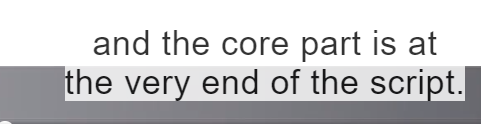 and the core part is at
the very end of the script.